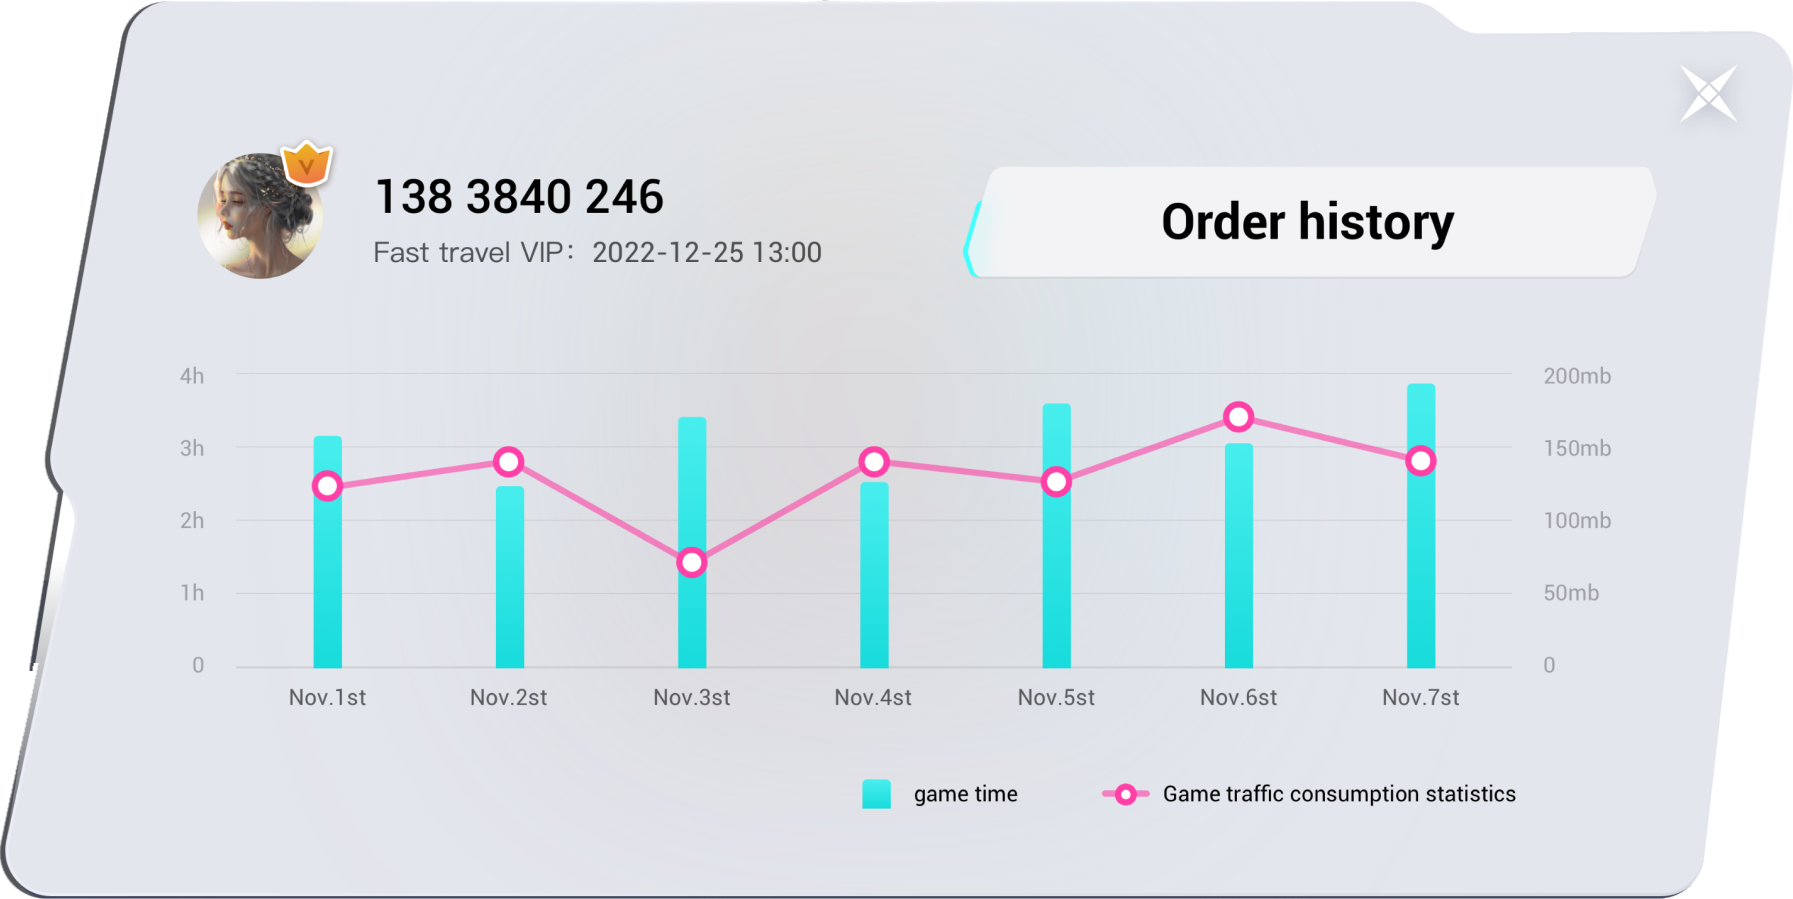 V
138 3840 246
Fast travel VIP： 2022-12-25 13:00
Order history
4h
3h
2h
1h
0
200mb
150mb
100mb
50mb
0
Nov.1st Nov.2st Nov.3st Nov.4st Nov.5st Nov.6st Nov.7st
game time
Game traffic consumption statistics